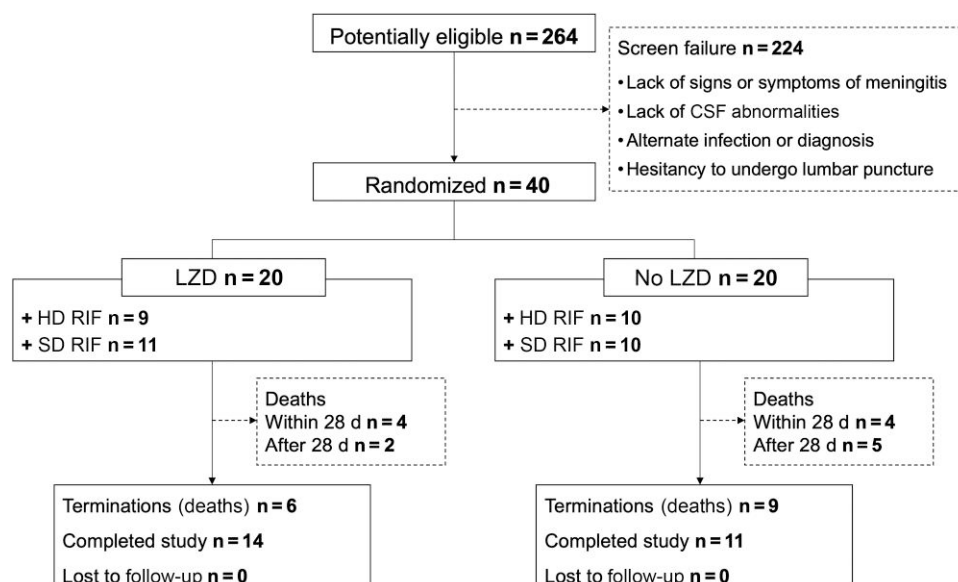 Potentially eligible n = 264
Screen failure n = 224
• Lack of signs or symptoms of meningitis
• Lack of CSF abnormalities
• Alternate infection or diagnosis
• Hesitancy to undergo lumbar puncture
Randomized n = 40
LZD n = 20
+ HD RIF n = 9
+ SD RIF n = 11
No LZD n = 20
+ HD RIF n = 10
+ SD RIF n = 10
Deaths
Within 28 d n = 4
After 28 d n = 2
Deaths
Within 28 d n = 4
After 28 d n = 5
Terminations (deaths) n = 6
Completed study n = 14
Lost to follow-up n = 0
Terminations (deaths) n = 9
Completed study n = 11
Lost to follow-up n = 0